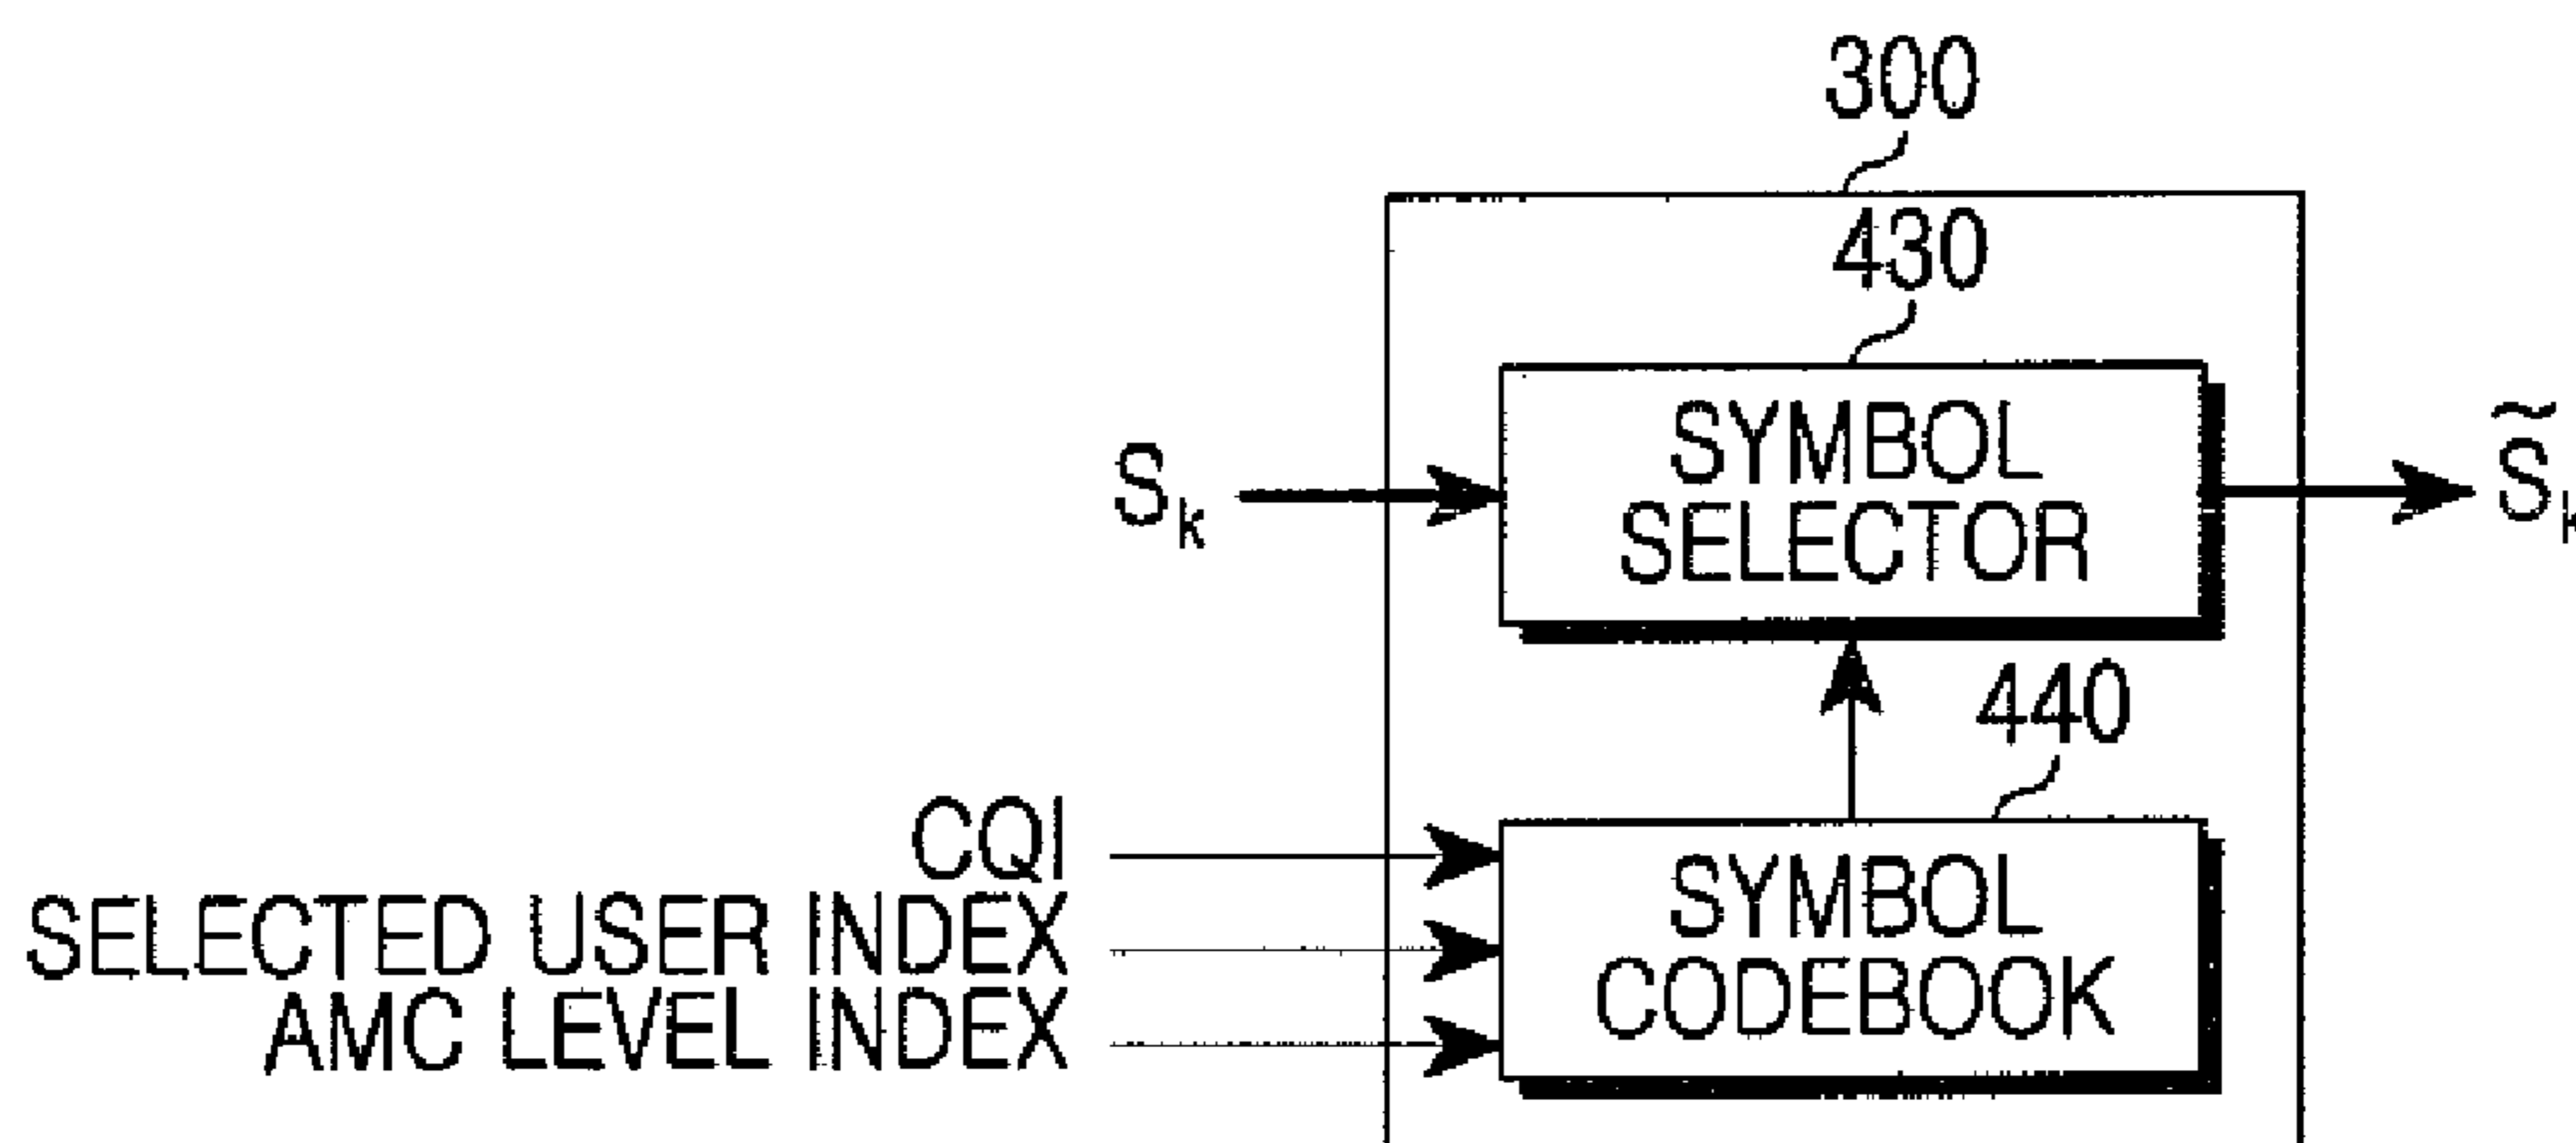 300
430
SYMBOL
SELECTOR
S_k
S̃_k
440
CQI
SELECTED USER INDEX
AMC LEVEL INDEX
SYMBOL
CODEBOOK